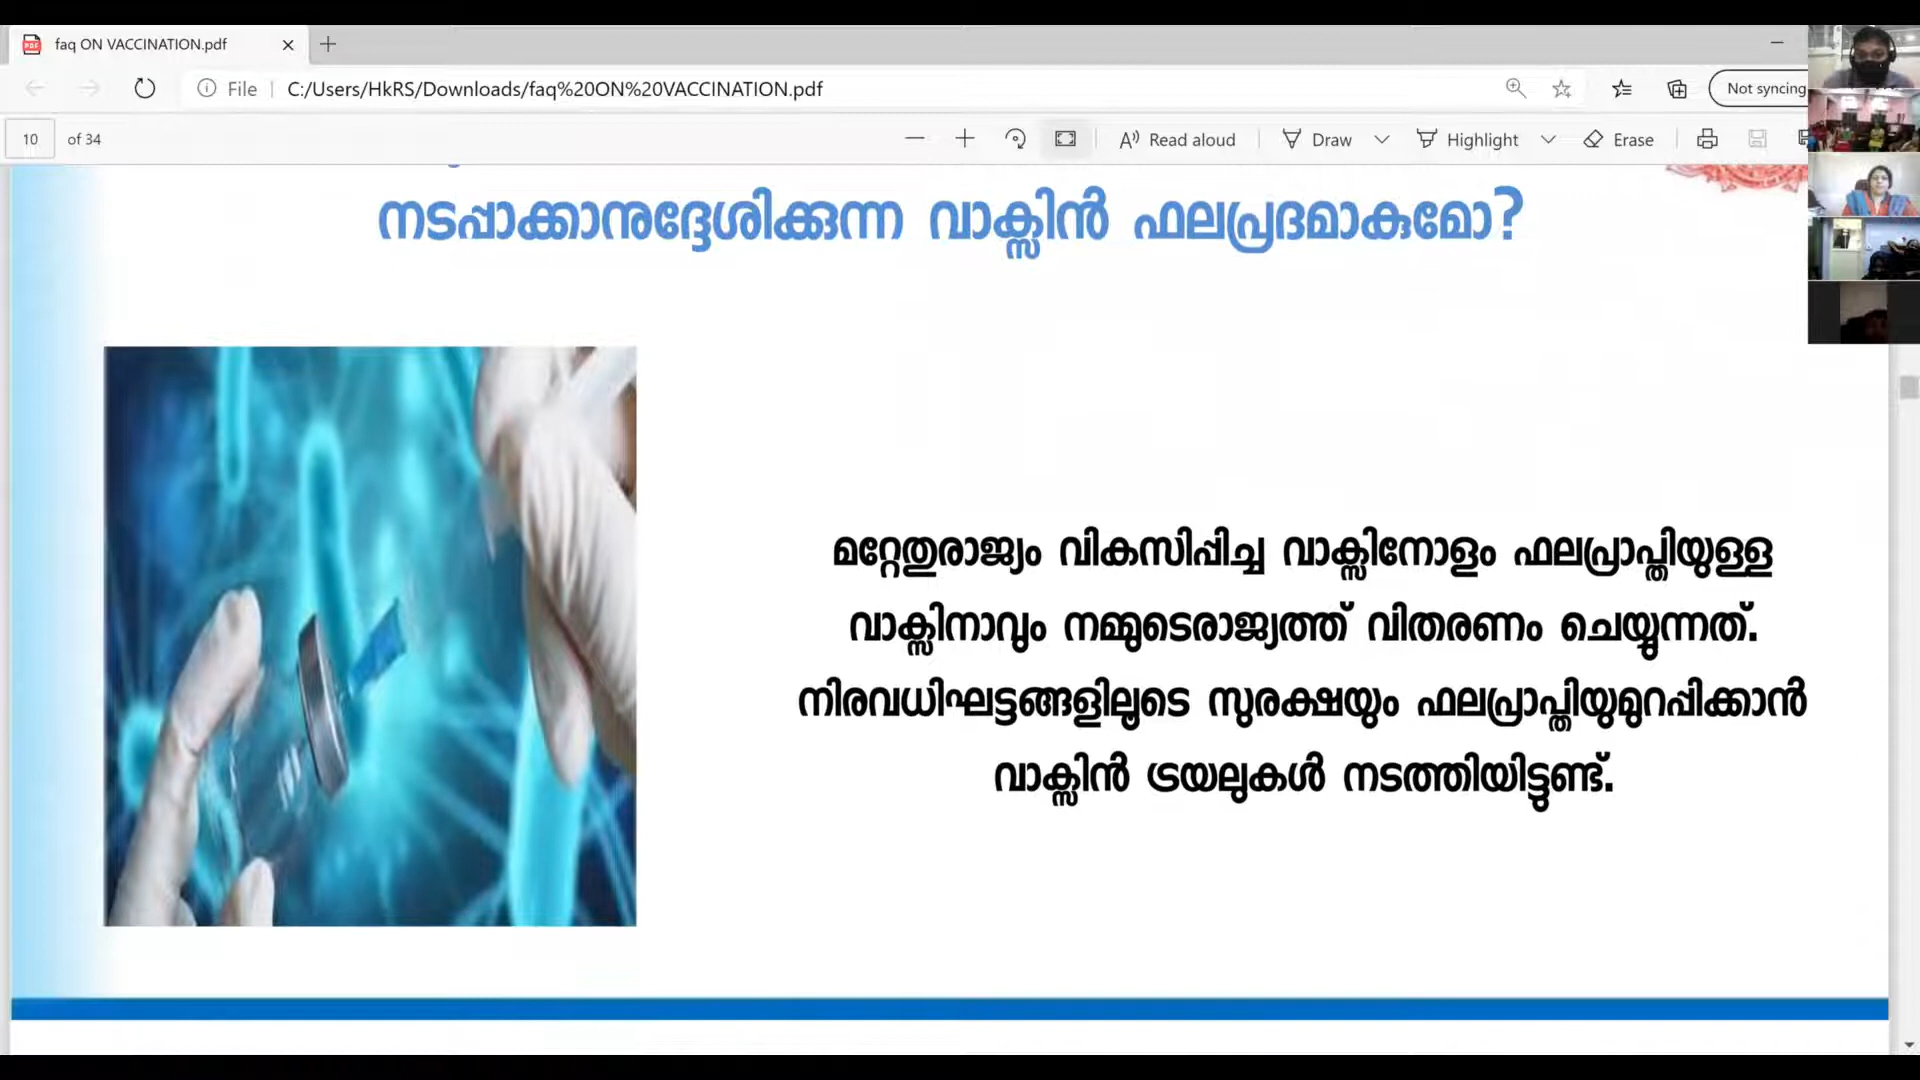 faq ON VACCINATION.pdf
File C:/Users/HkRS/Downloads/faq%20ON%20VACCINATION.pdf Not syncing
10 of 34 Read aloud Draw Highlight Erase
നടപ്പാക്കാനുദ്ദേശിക്കുന്ന വാക്സിൻ ഫലപ്രദമാകുമോ?
മറ്റേതുരാജ്യം വികസിപ്പിച്ച വാക്സിനോളം ഫലപ്രാപ്തിയുള്ള
വാക്സിനാവും നമ്മുടെരാജ്യത്ത് വിതരണം ചെയ്യുന്നത്.
നിരവധിഘട്ടങ്ങളിലൂടെ സുരക്ഷയും ഫലപ്രാപ്തിയുമുറപ്പിക്കാൻ
വാക്സിൻ ട്രയലുകൾ നടത്തിയിട്ടുണ്ട്.